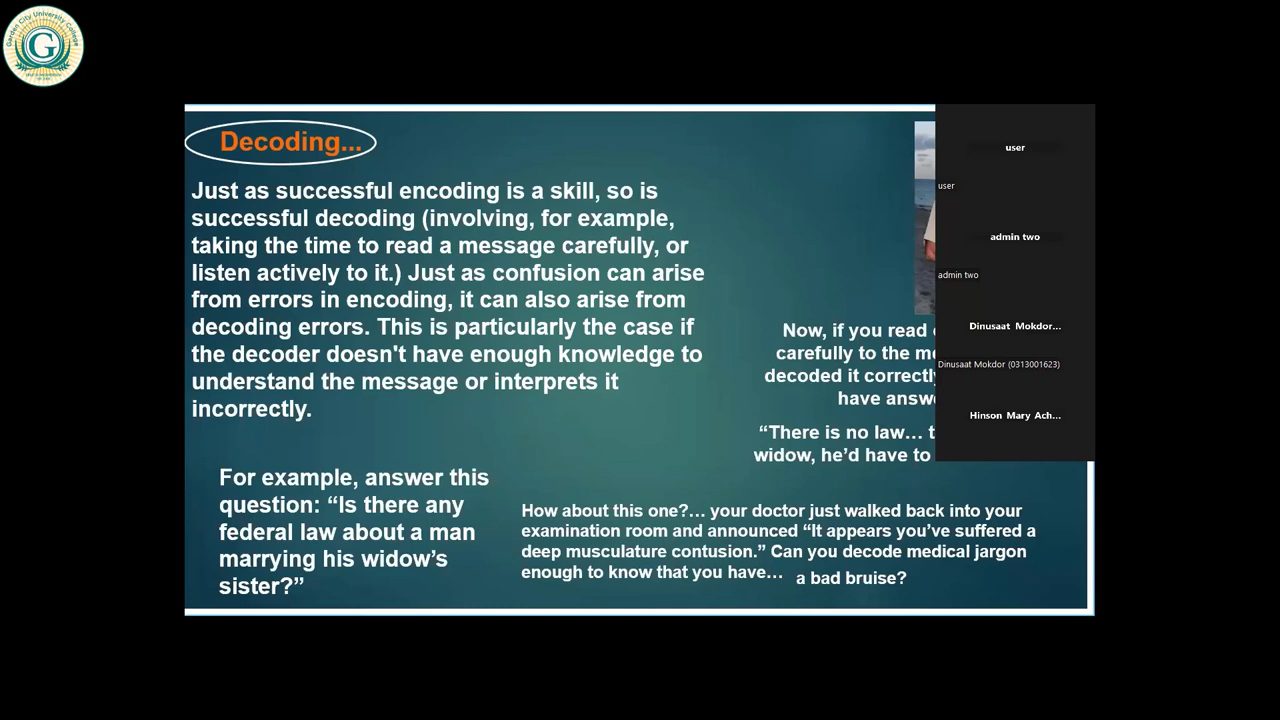 Garden City University College
G
Decoding...
Just as successful encoding is a skill, so is
successful decoding (involving, for example,
taking the time to read a message carefully, or
listen actively to it.) Just as confusion can arise
from errors in encoding, it can also arise from
decoding errors. This is particularly the case if
the decoder doesn't have enough knowledge to
understand the message or interprets it
incorrectly.
For example, answer this
question: “Is there any
federal law about a man
marrying his widow’s
sister?”
Now, if you read
carefully to the
decoded it correctly
have
“There is no law…
widow, he’d have to
How about this one?… your doctor just walked back into your
examination room and announced “It appears you’ve suffered a
deep musculature contusion.” Can you decode medical jargon
enough to know that you have…
a bad bruise?
user
user
admin two
admin two
Dinusaat Mokdor...
Dinusaat Mokdor (0313001623)
Hinson Mary Ach...